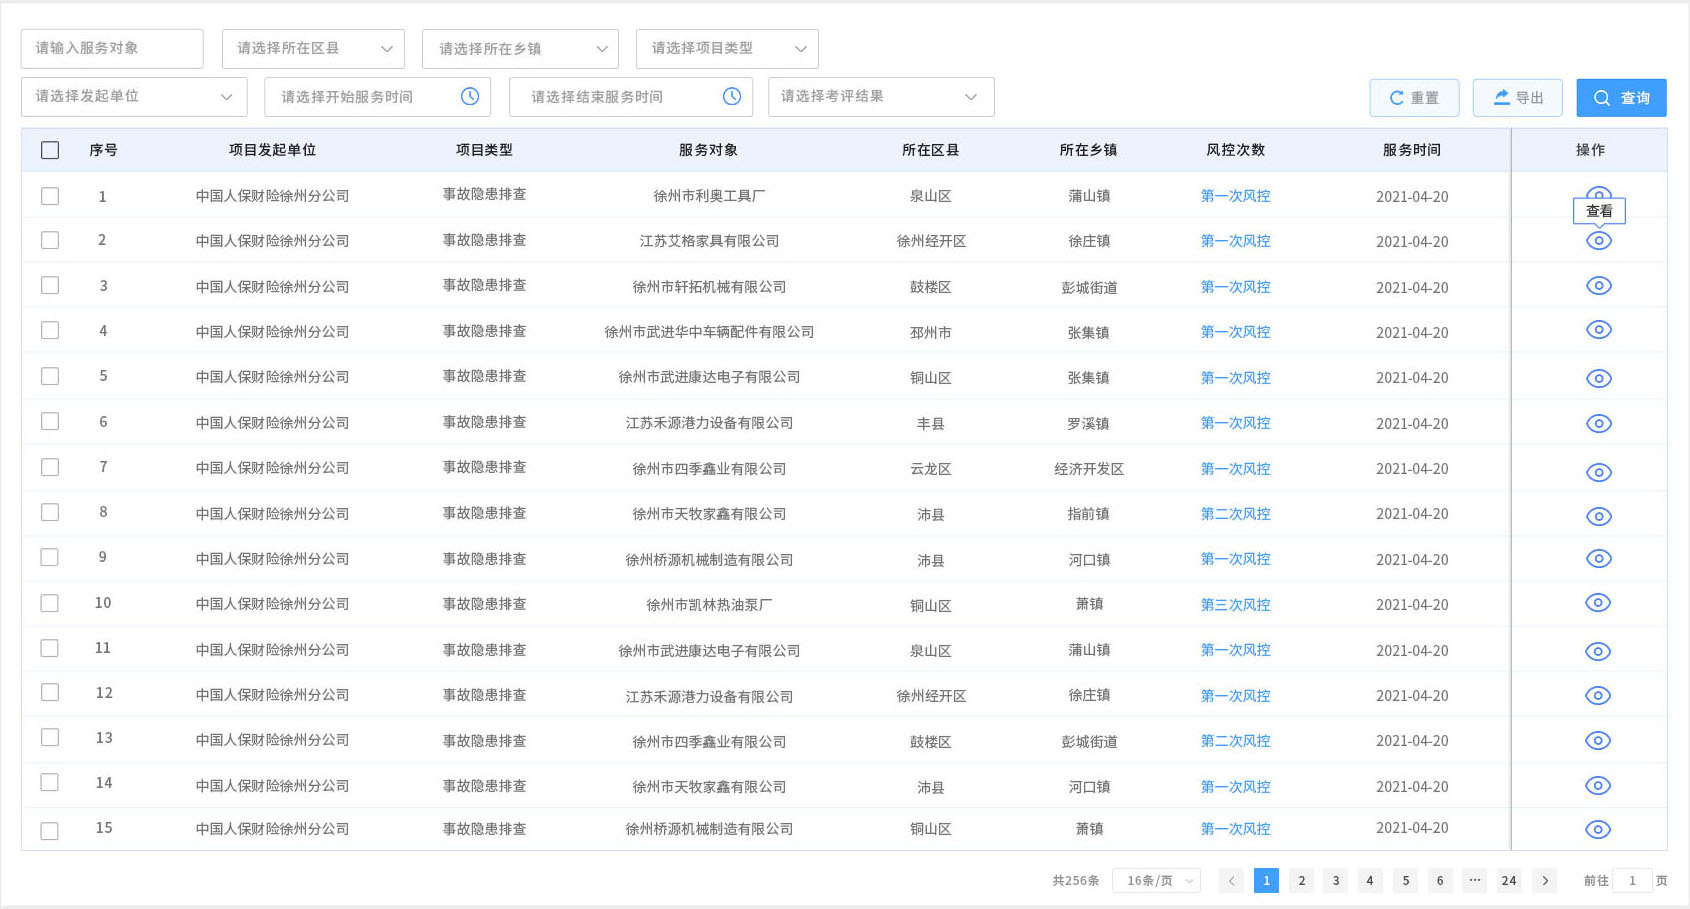 请输入服务对象 请选择所在区县 请选择所在乡镇 请选择项目类型
请选择发起单位 请选择开始服务时间 请选择结束服务时间 请选择考评结果 重置 导出 查询
序号 项目发起单位 项目类型 服务对象 所在区县 所在乡镇 风控次数 服务时间 操作
1 中国人保财险徐州分公司 事故隐患排查 徐州市利奥工具厂 泉山区 蒲山镇 第一次风控 2021-04-20
查看
2 中国人保财险徐州分公司 事故隐患排查 江苏艾格家具有限公司 徐州经开区 徐庄镇 第一次风控 2021-04-20
3 中国人保财险徐州分公司 事故隐患排查 徐州市轩拓机械有限公司 鼓楼区 彭城街道 第一次风控 2021-04-20
4 中国人保财险徐州分公司 事故隐患排查 徐州市武进华中车辆配件有限公司 邳州市 张集镇 第一次风控 2021-04-20
5 中国人保财险徐州分公司 事故隐患排查 徐州市武进康达电子有限公司 铜山区 张集镇 第一次风控 2021-04-20
6 中国人保财险徐州分公司 事故隐患排查 江苏禾源港力设备有限公司 丰县 罗溪镇 第一次风控 2021-04-20
7 中国人保财险徐州分公司 事故隐患排查 徐州市四季鑫业有限公司 云龙区 经济开发区 第一次风控 2021-04-20
8 中国人保财险徐州分公司 事故隐患排查 徐州市天牧家鑫有限公司 沛县 指前镇 第二次风控 2021-04-20
9 中国人保财险徐州分公司 事故隐患排查 徐州桥源机械制造有限公司 沛县 河口镇 第一次风控 2021-04-20
10 中国人保财险徐州分公司 事故隐患排查 徐州市凯林热油泵厂 铜山区 萧镇 第三次风控 2021-04-20
11 中国人保财险徐州分公司 事故隐患排查 徐州市武进康达电子有限公司 泉山区 蒲山镇 第一次风控 2021-04-20
12 中国人保财险徐州分公司 事故隐患排查 江苏禾源港力设备有限公司 徐州经开区 徐庄镇 第一次风控 2021-04-20
13 中国人保财险徐州分公司 事故隐患排查 徐州市四季鑫业有限公司 鼓楼区 彭城街道 第二次风控 2021-04-20
14 中国人保财险徐州分公司 事故隐患排查 徐州市天牧家鑫有限公司 沛县 河口镇 第一次风控 2021-04-20
15 中国人保财险徐州分公司 事故隐患排查 徐州桥源机械制造有限公司 铜山区 萧镇 第一次风控 2021-04-20
共256条 16条/页 < 1 2 3 4 5 6 ··· 24 > 前往 1 页